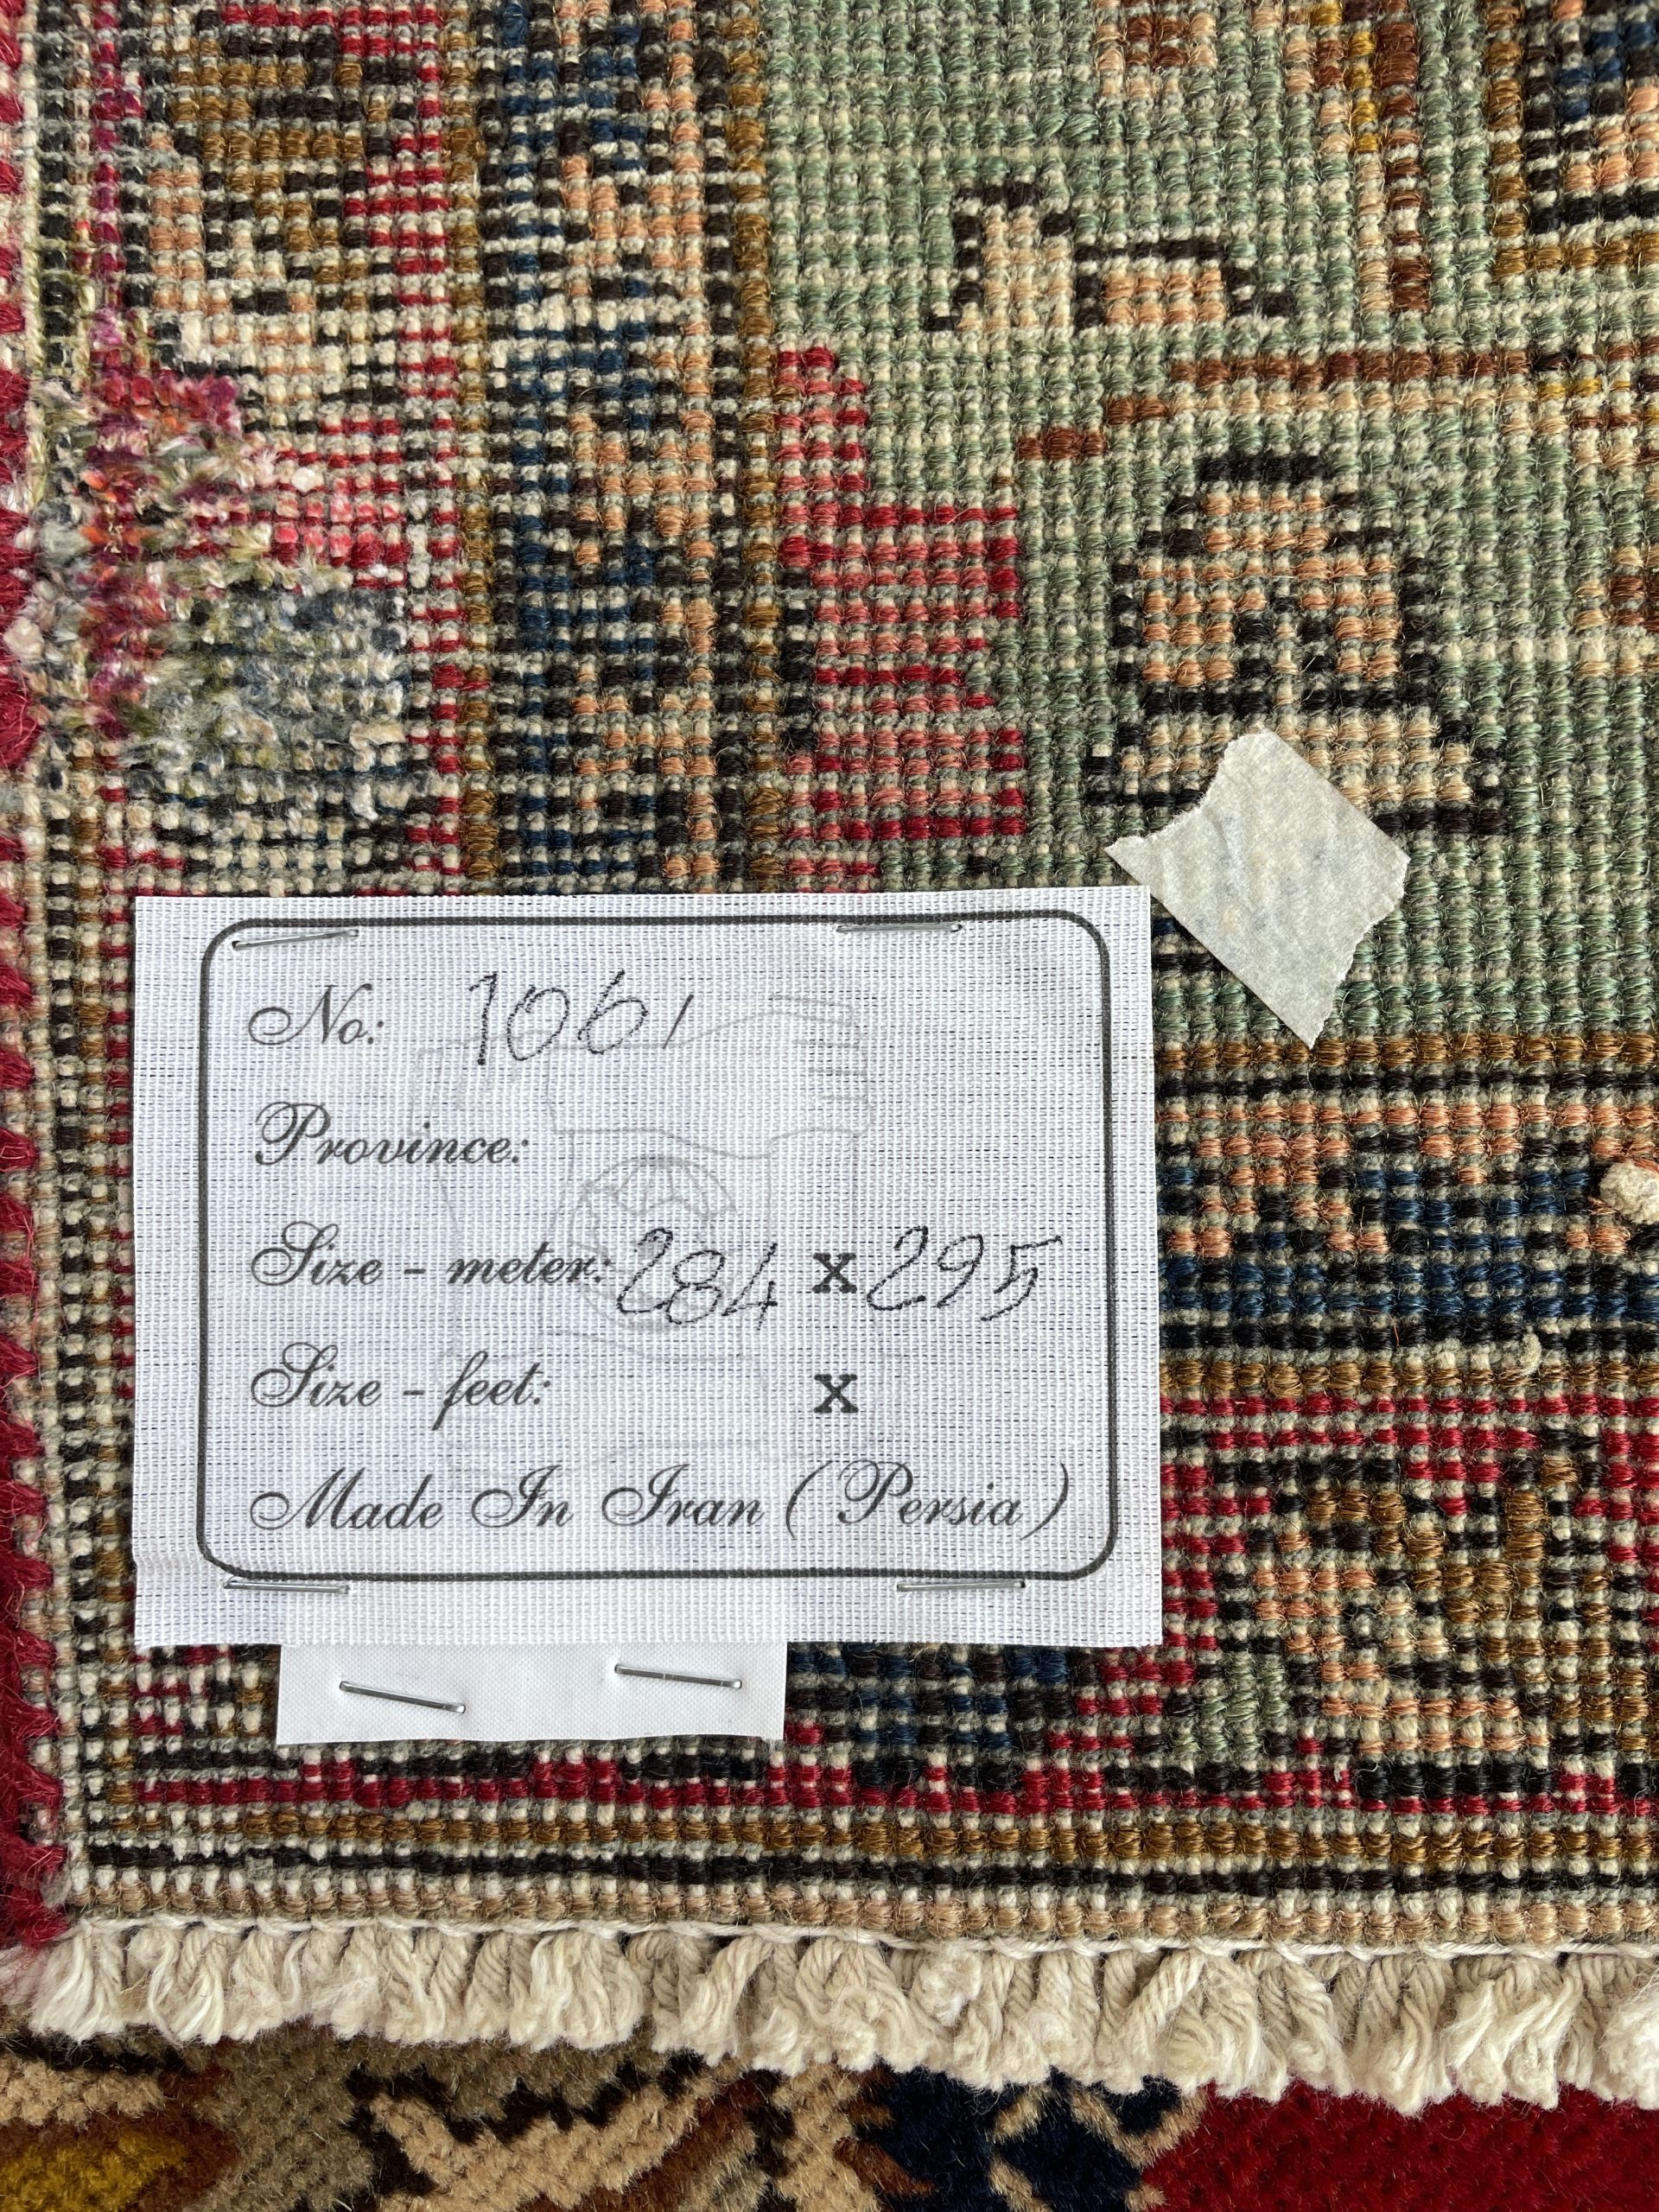 No: 1061
Province:
Size - meter: 284 x 295
Size - feet: x
Made In Iran (Persia)